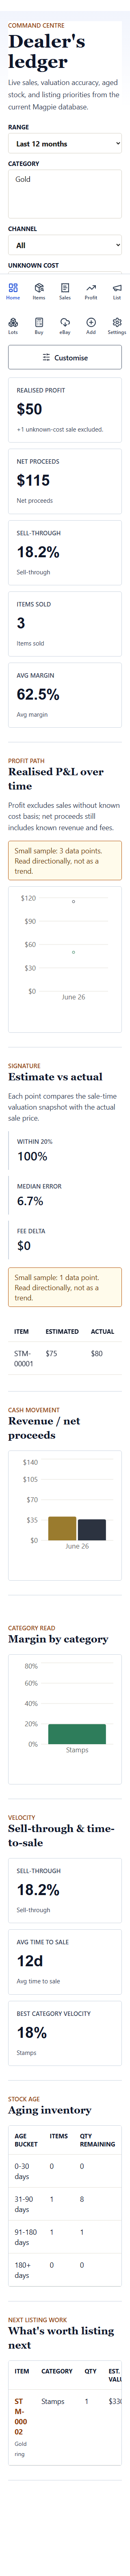 COMMAND CENTRE
Dealer's
ledger
Live sales, valuation accuracy, aged
stock, and listing priorities from the
current Magpie database.
RANGE
Last 12 months
CATEGORY
Gold
CHANNEL
All
UNKNOWN COST
Home Items Sales Profit List
Lots Buy eBay Add Settings
Customise
REALISED PROFIT
$50
+1 unknown-cost sale excluded.
NET PROCEEDS
$115
Net proceeds
SELL-THROUGH
18.2%
Sell-through
ITEMS SOLD
3
Items sold
AVG MARGIN
62.5%
Avg margin
PROFIT PATH
Realised P&L over
time
Profit excludes sales without known
cost basis; net proceeds still
includes known revenue and fees.
Small sample: 3 data points.
Read directionally, not as a
trend.
$120
$90
$60
$30
$0
June 26
SIGNATURE
Estimate vs actual
Each point compares the sale-time
valuation snapshot with the actual
sale price.
WITHIN 20%
100%
MEDIAN ERROR
6.7%
FEE DELTA
$0
Small sample: 1 data point.
Read directionally, not as a
trend.
ITEM ESTIMATED ACTUAL
STM-
00001 $75 $80
CASH MOVEMENT
Revenue / net
proceeds
$140
$105
$70
$35
$0
June 26
CATEGORY READ
Margin by category
80%
60%
40%
20%
0%
Stamps
VELOCITY
Sell-through & time-
to-sale
SELL-THROUGH
18.2%
Sell-through
AVG TIME TO SALE
12d
Avg time to sale
BEST CATEGORY VELOCITY
18%
Stamps
STOCK AGE
Aging inventory
AGE
BUCKET ITEMS QTY
REMAINING
0-30
days 0 0
31-90
days 1 8
91-180
days 1 1
180+
days 0 0
NEXT LISTING WORK
What's worth listing
next
ITEM CATEGORY QTY EST.
ST
M-
000
02 Stamps 1
Gold
ring